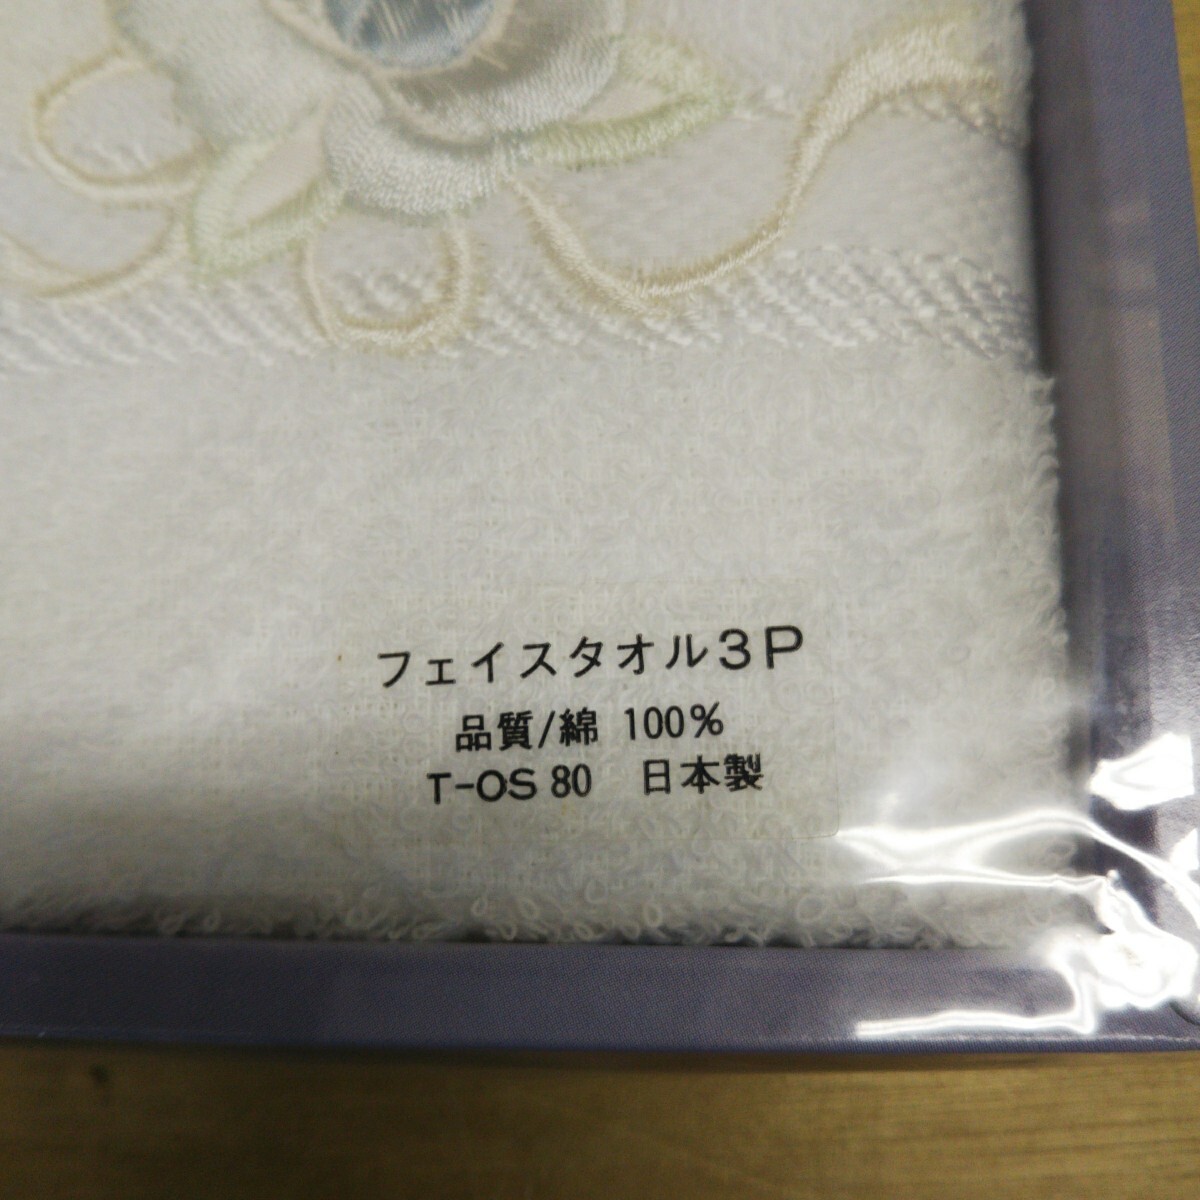 フェイスタオル3P
品質/綿 100%
T-OS 80　日本製